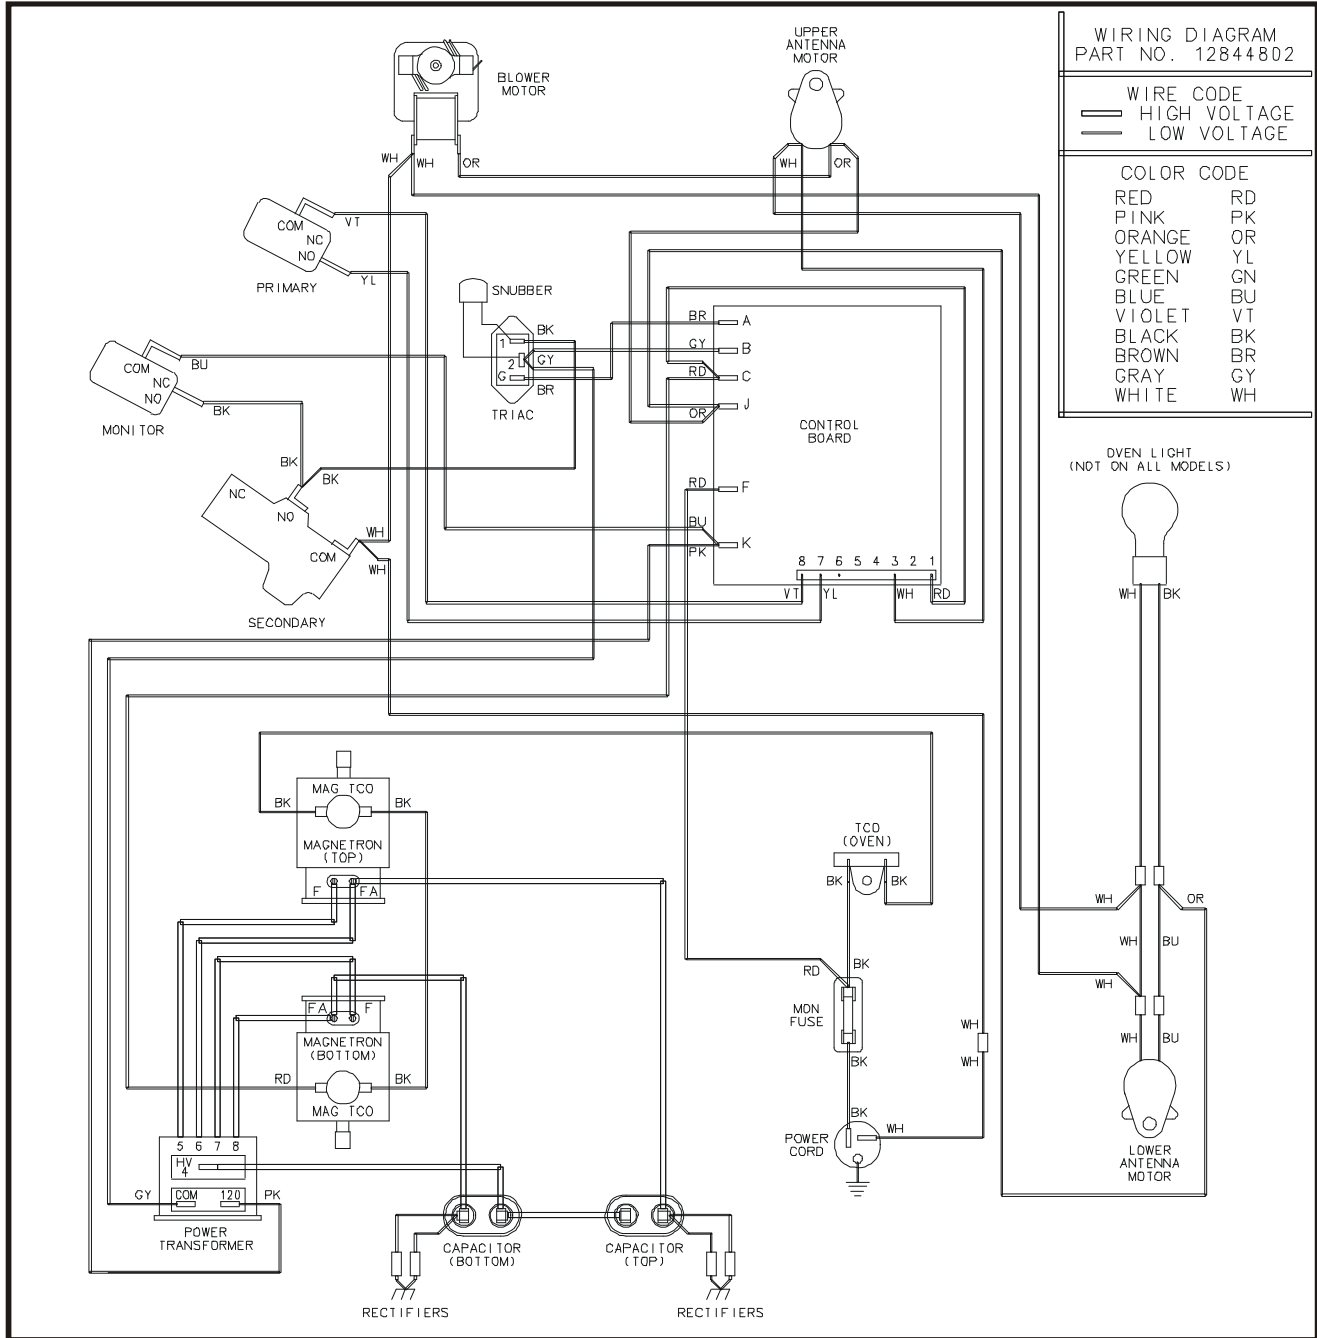 WIRING DIAGRAM
PART NO. 12844802
WIRE CODE
HIGH VOLTAGE
LOW VOLTAGE
COLOR CODE
RED RD
PINK PK
ORANGE OR
YELLOW YL
GREEN GN
BLUE BU
VIOLET VT
BLACK BK
BROWN BR
GRAY GY
WHITE WH
BLOWER
MOTOR
WH WH OR
UPPER
ANTENNA
MOTOR
WH OR
COM
NC
NO
VT
YL
PRIMARY
SNUBBER
BK
1
2
GY
G
BR
TRIAC
BR A
GY B
RD C
J
OR
CONTROL
BOARD
RD F
BU
K
PK
8 7 6 5 4 3 2 1
VT YL WH RD
COM
NC
NO
BU
BK
MONITOR
BK
BK
NC
NO
COM
WH
WH
SECONDARY
OVEN LIGHT
(NOT ON ALL MODELS)
WH BK
MAG TCO
BK BK
MAGNETRON
(TOP)
F FA
FA F
MAGNETRON
(BOTTOM)
RD BK
MAG TCO
TCO
(OVEN)
BK BK
RD BK
MON
FUSE
BK
WH
WH
BK
POWER
CORD
WH
WH OR
WH BU
WH
WH BU
LOWER
ANTENNA
MOTOR
5 6 7 8
HV
4
GY COM 120 PK
POWER
TRANSFORMER
CAPACITOR
(BOTTOM)
CAPACITOR
(TOP)
RECTIFIERS
RECTIFIERS